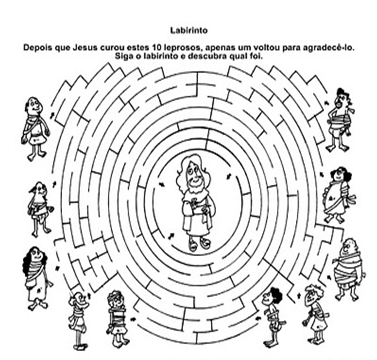 Labirinto
Depois que Jesus curou estes 10 leprosos, apenas um voltou para agradecê-lo.
Siga o labirinto e descubra qual foi.